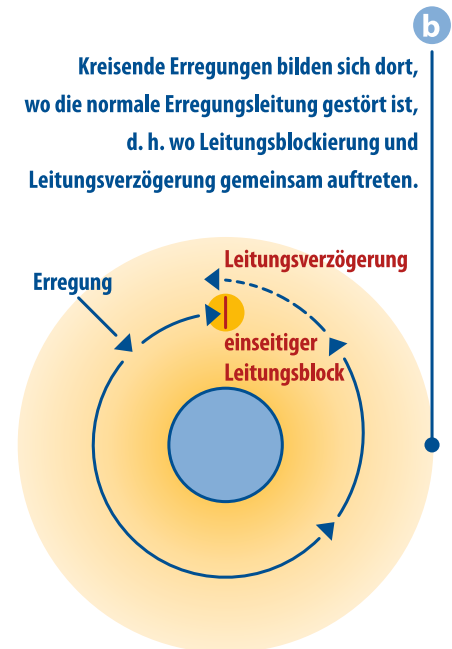 b
Kreisende Erregungen bilden sich dort,
wo die normale Erregungsleitung gestört ist,
d. h. wo Leitungsblockierung und
Leitungsverzögerung gemeinsam auftreten.
Leitungsverzögerung
Erregung
einseitiger
Leitungsblock